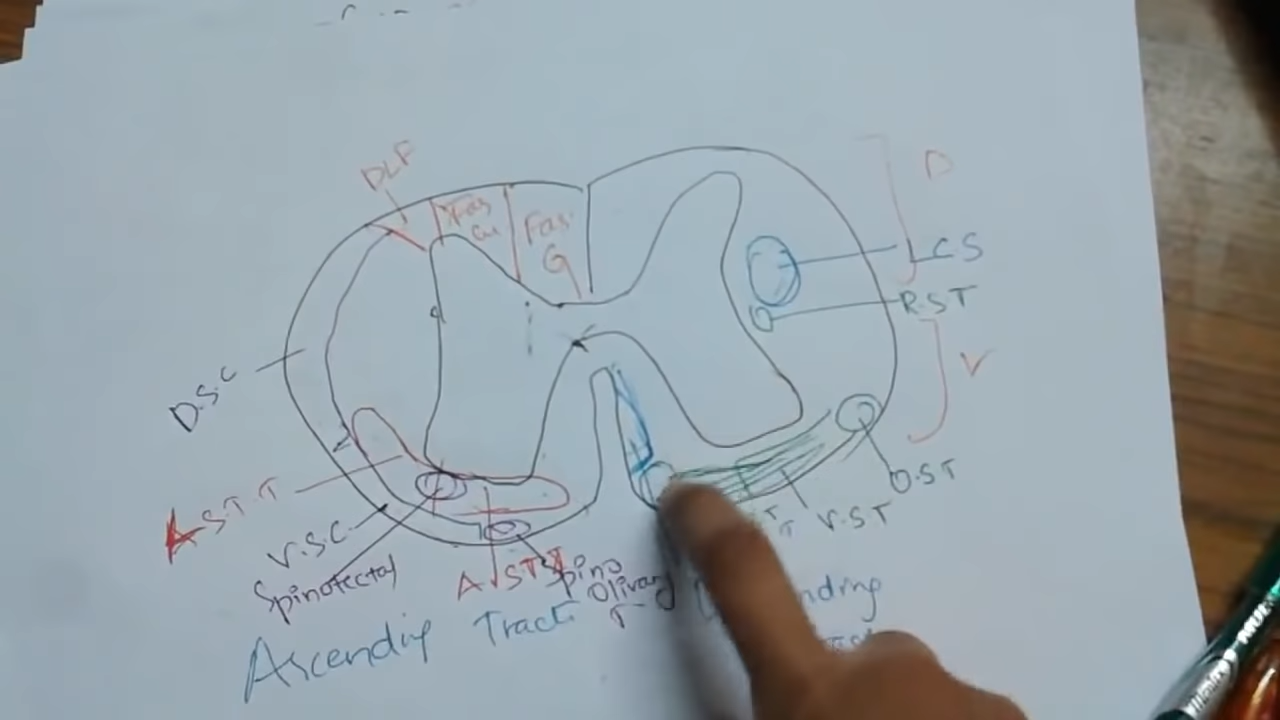 DLF
Fas Cu
Fas G
D
LCS
R.S.T
V
D.S.C
A.S.T.T
V.S.C
Spinotectal
O.S.T
V.S.T
Spino
Olivary
T
Ascending Tract